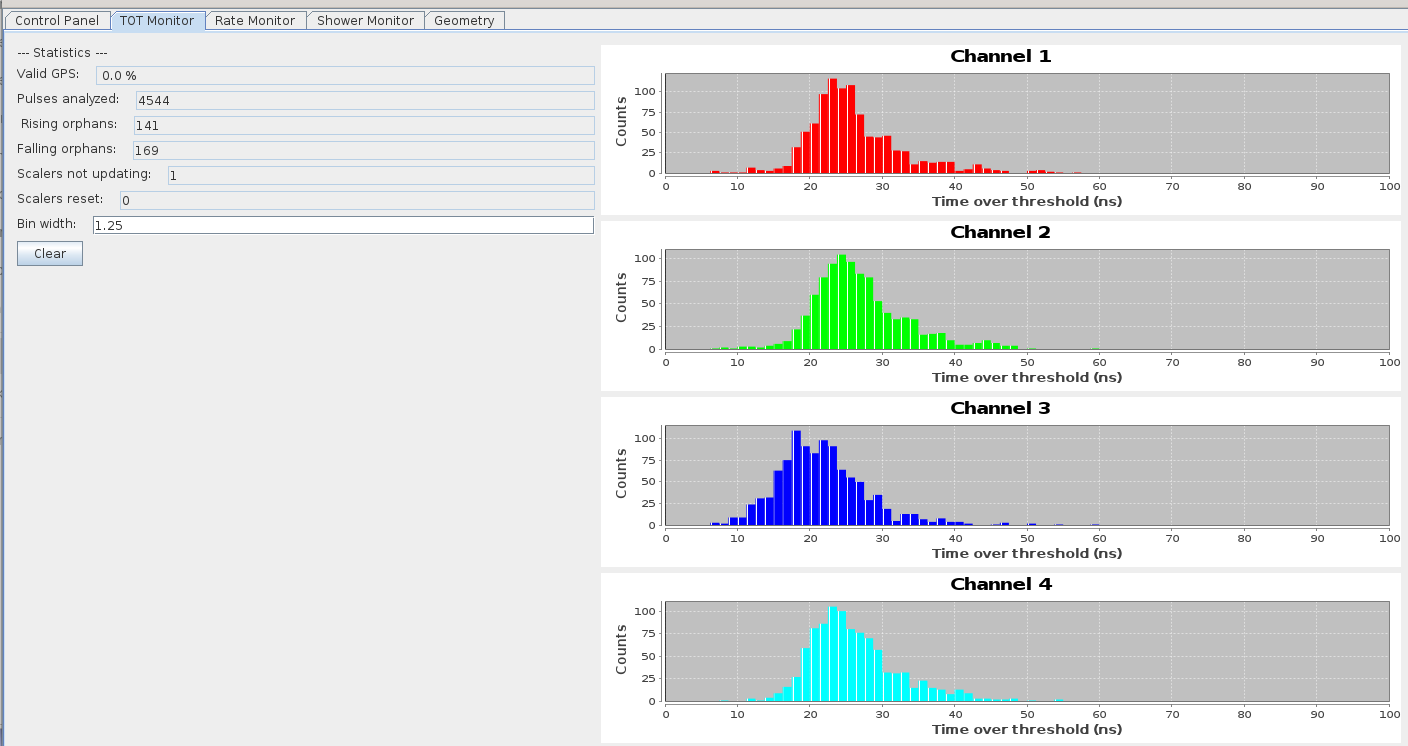 Control Panel TOT Monitor Rate Monitor Shower Monitor Geometry
--- Statistics ---
Valid GPS: 0.0 %
Pulses analyzed: 4544
Rising orphans: 141
Falling orphans: 169
Scalers not updating: 1
Scalers reset: 0
Bin width: 1.25
Clear
Channel 1
Counts
100
75
50
25
0
0 10 20 30 40 50 60 70 80 90 100
Time over threshold (ns)
Channel 2
Counts
100
75
50
25
0
0 10 20 30 40 50 60 70 80 90 100
Time over threshold (ns)
Channel 3
Counts
100
75
50
25
0
0 10 20 30 40 50 60 70 80 90 100
Time over threshold (ns)
Channel 4
Counts
100
75
50
25
0
0 10 20 30 40 50 60 70 80 90 100
Time over threshold (ns)